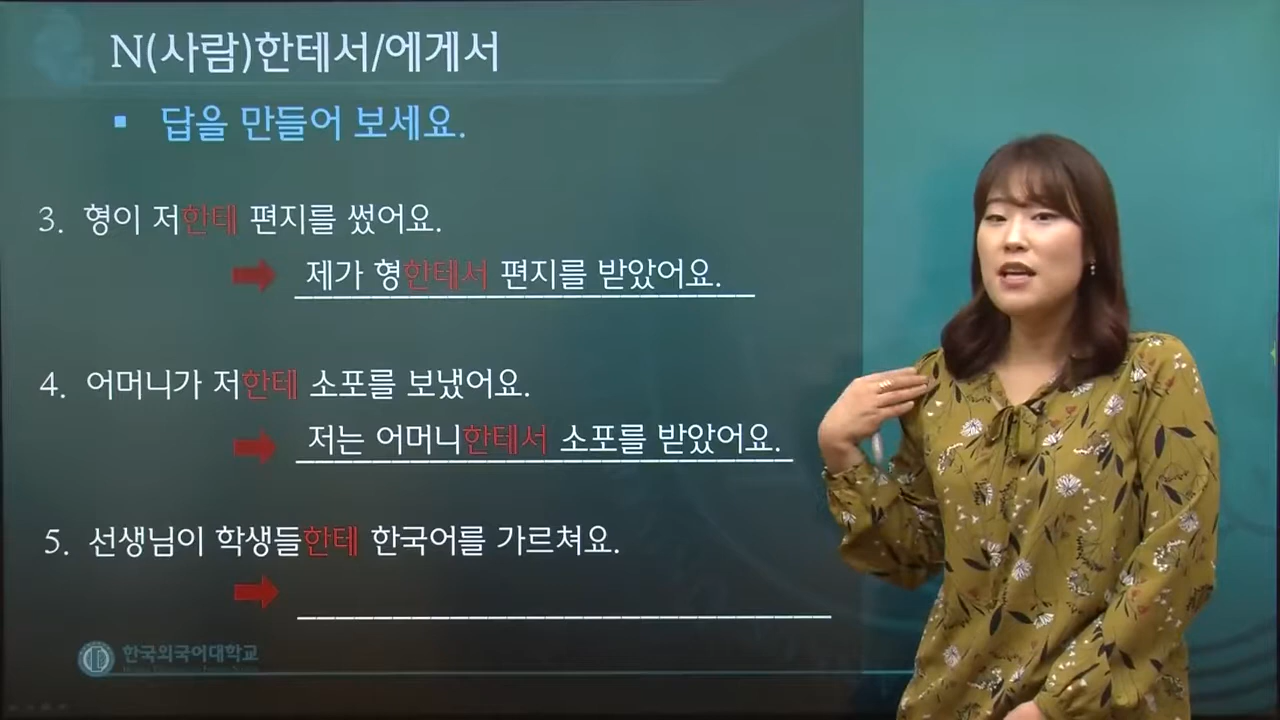 N(사람)한테서/에게서
▪ 답을 만들어 보세요.
3. 형이 저한테 편지를 썼어요.
제가 형한테서 편지를 받았어요.
4. 어머니가 저한테 소포를 보냈어요.
저는 어머니한테서 소포를 받았어요.
5. 선생님이 학생들한테 한국어를 가르쳐요.
한국외국어대학교